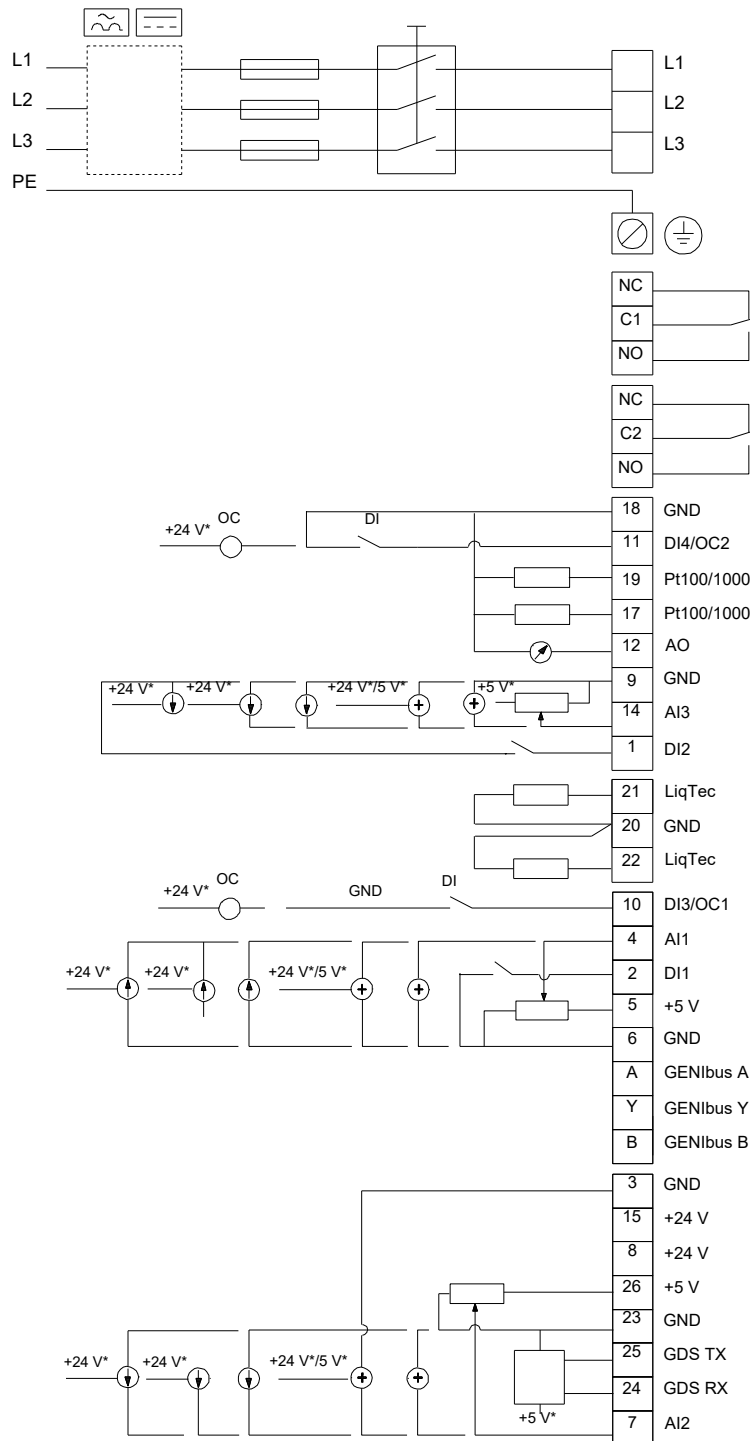 L1 L1
L2 L2
L3 L3
PE
NC
C1
NO
NC
C2
NO
18 GND
+24 V* OC DI 11 DI4/OC2
19 Pt100/1000
17 Pt100/1000
12 AO
9 GND
+24 V* +24 V* +24 V*/5 V* +5 V*
14 AI3
1 DI2
21 LiqTec
20 GND
22 LiqTec
+24 V* OC GND DI 10 DI3/OC1
4 AI1
+24 V* +24 V* +24 V*/5 V* 2 DI1
5 +5 V
6 GND
A GENIbus A
Y GENIbus Y
B GENIbus B
3 GND
15 +24 V
8 +24 V
26 +5 V
23 GND
+24 V* +24 V* +24 V*/5 V* 25 GDS TX
24 GDS RX
+5 V* 7 AI2